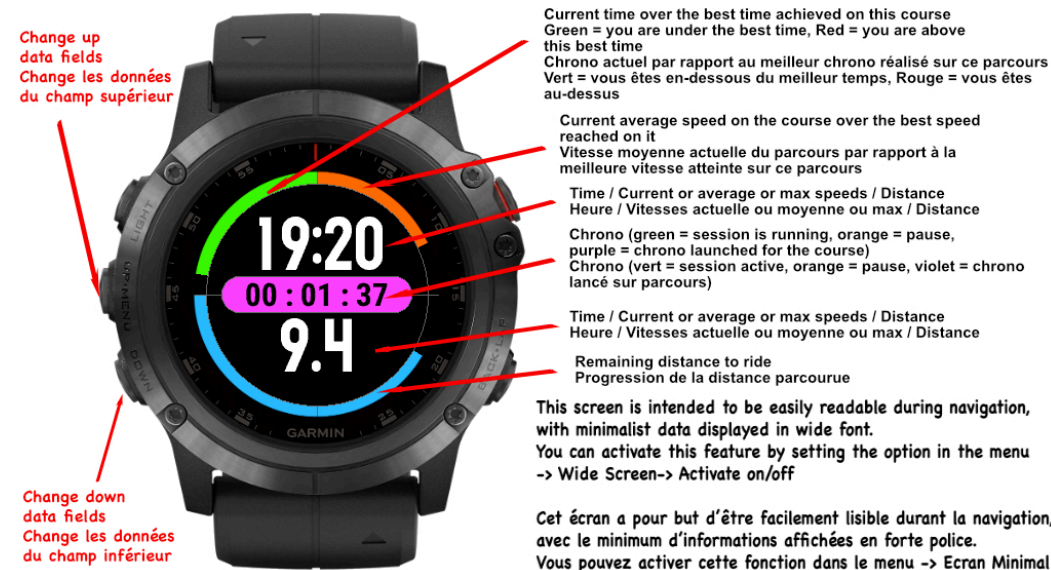 Change up
data fields
Change les données
du champ supérieur
Current time over the best time achieved on this course
Green = you are under the best time, Red = you are above
this best time
Chrono actuel par rapport au meilleur chrono réalisé sur ce parcours
Vert = vous êtes en-dessous du meilleur temps, Rouge = vous êtes
au-dessus
Current average speed on the course over the best speed
reached on it
Vitesse moyenne actuelle du parcours par rapport à la
meilleure vitesse atteinte sur ce parcours
Time / Current or average or max speeds / Distance
Heure / Vitesses actuelle ou moyenne ou max / Distance
Chrono (green = session is running, orange = pause,
purple = chrono launched for the course)
Chrono (vert = session active, orange = pause, violet = chrono
lancé sur parcours)
Time / Current or average or max speeds / Distance
Heure / Vitesses actuelle ou moyenne ou max / Distance
Remaining distance to ride
Progression de la distance parcourue
This screen is intended to be easily readable during navigation,
with minimalist data displayed in wide font.
You can activate this feature by setting the option in the menu
-> Wide Screen-> Activate on/off
Cet écran a pour but d'être facilement lisible durant la navigation,
avec le minimum d'informations affichées en forte police.
Vous pouvez activer cette fonction dans le menu -> Ecran Minimal
Change down
data fields
Change les données
du champ inférieur
LIGHT
UP·MENU
DOWN
55
50
45
40
35
05
15
20
25
19:20
00 : 01 : 37
9.4
GARMIN